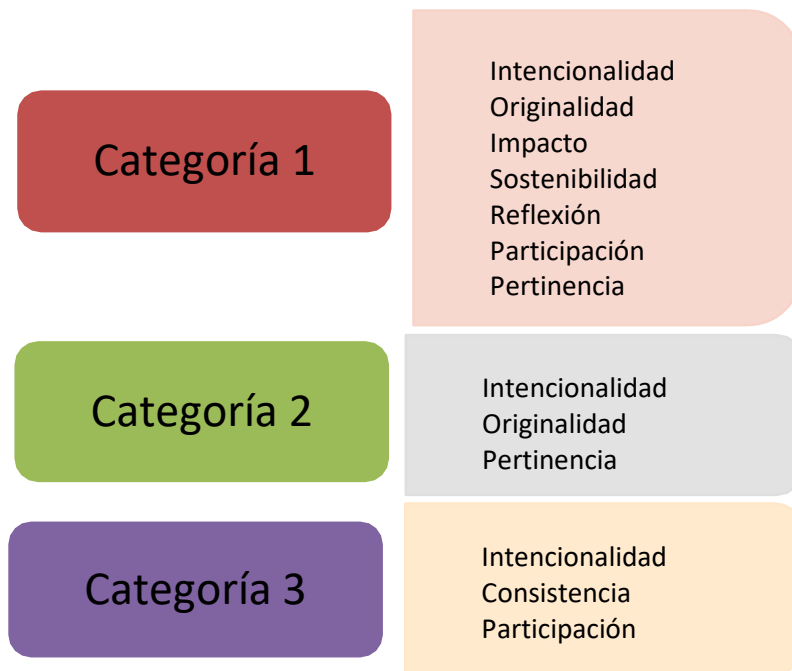 Categoría 1
Intencionalidad
Originalidad
Impacto
Sostenibilidad
Reflexión
Participación
Pertinencia
Categoría 2
Intencionalidad
Originalidad
Pertinencia
Categoría 3
Intencionalidad
Consistencia
Participación